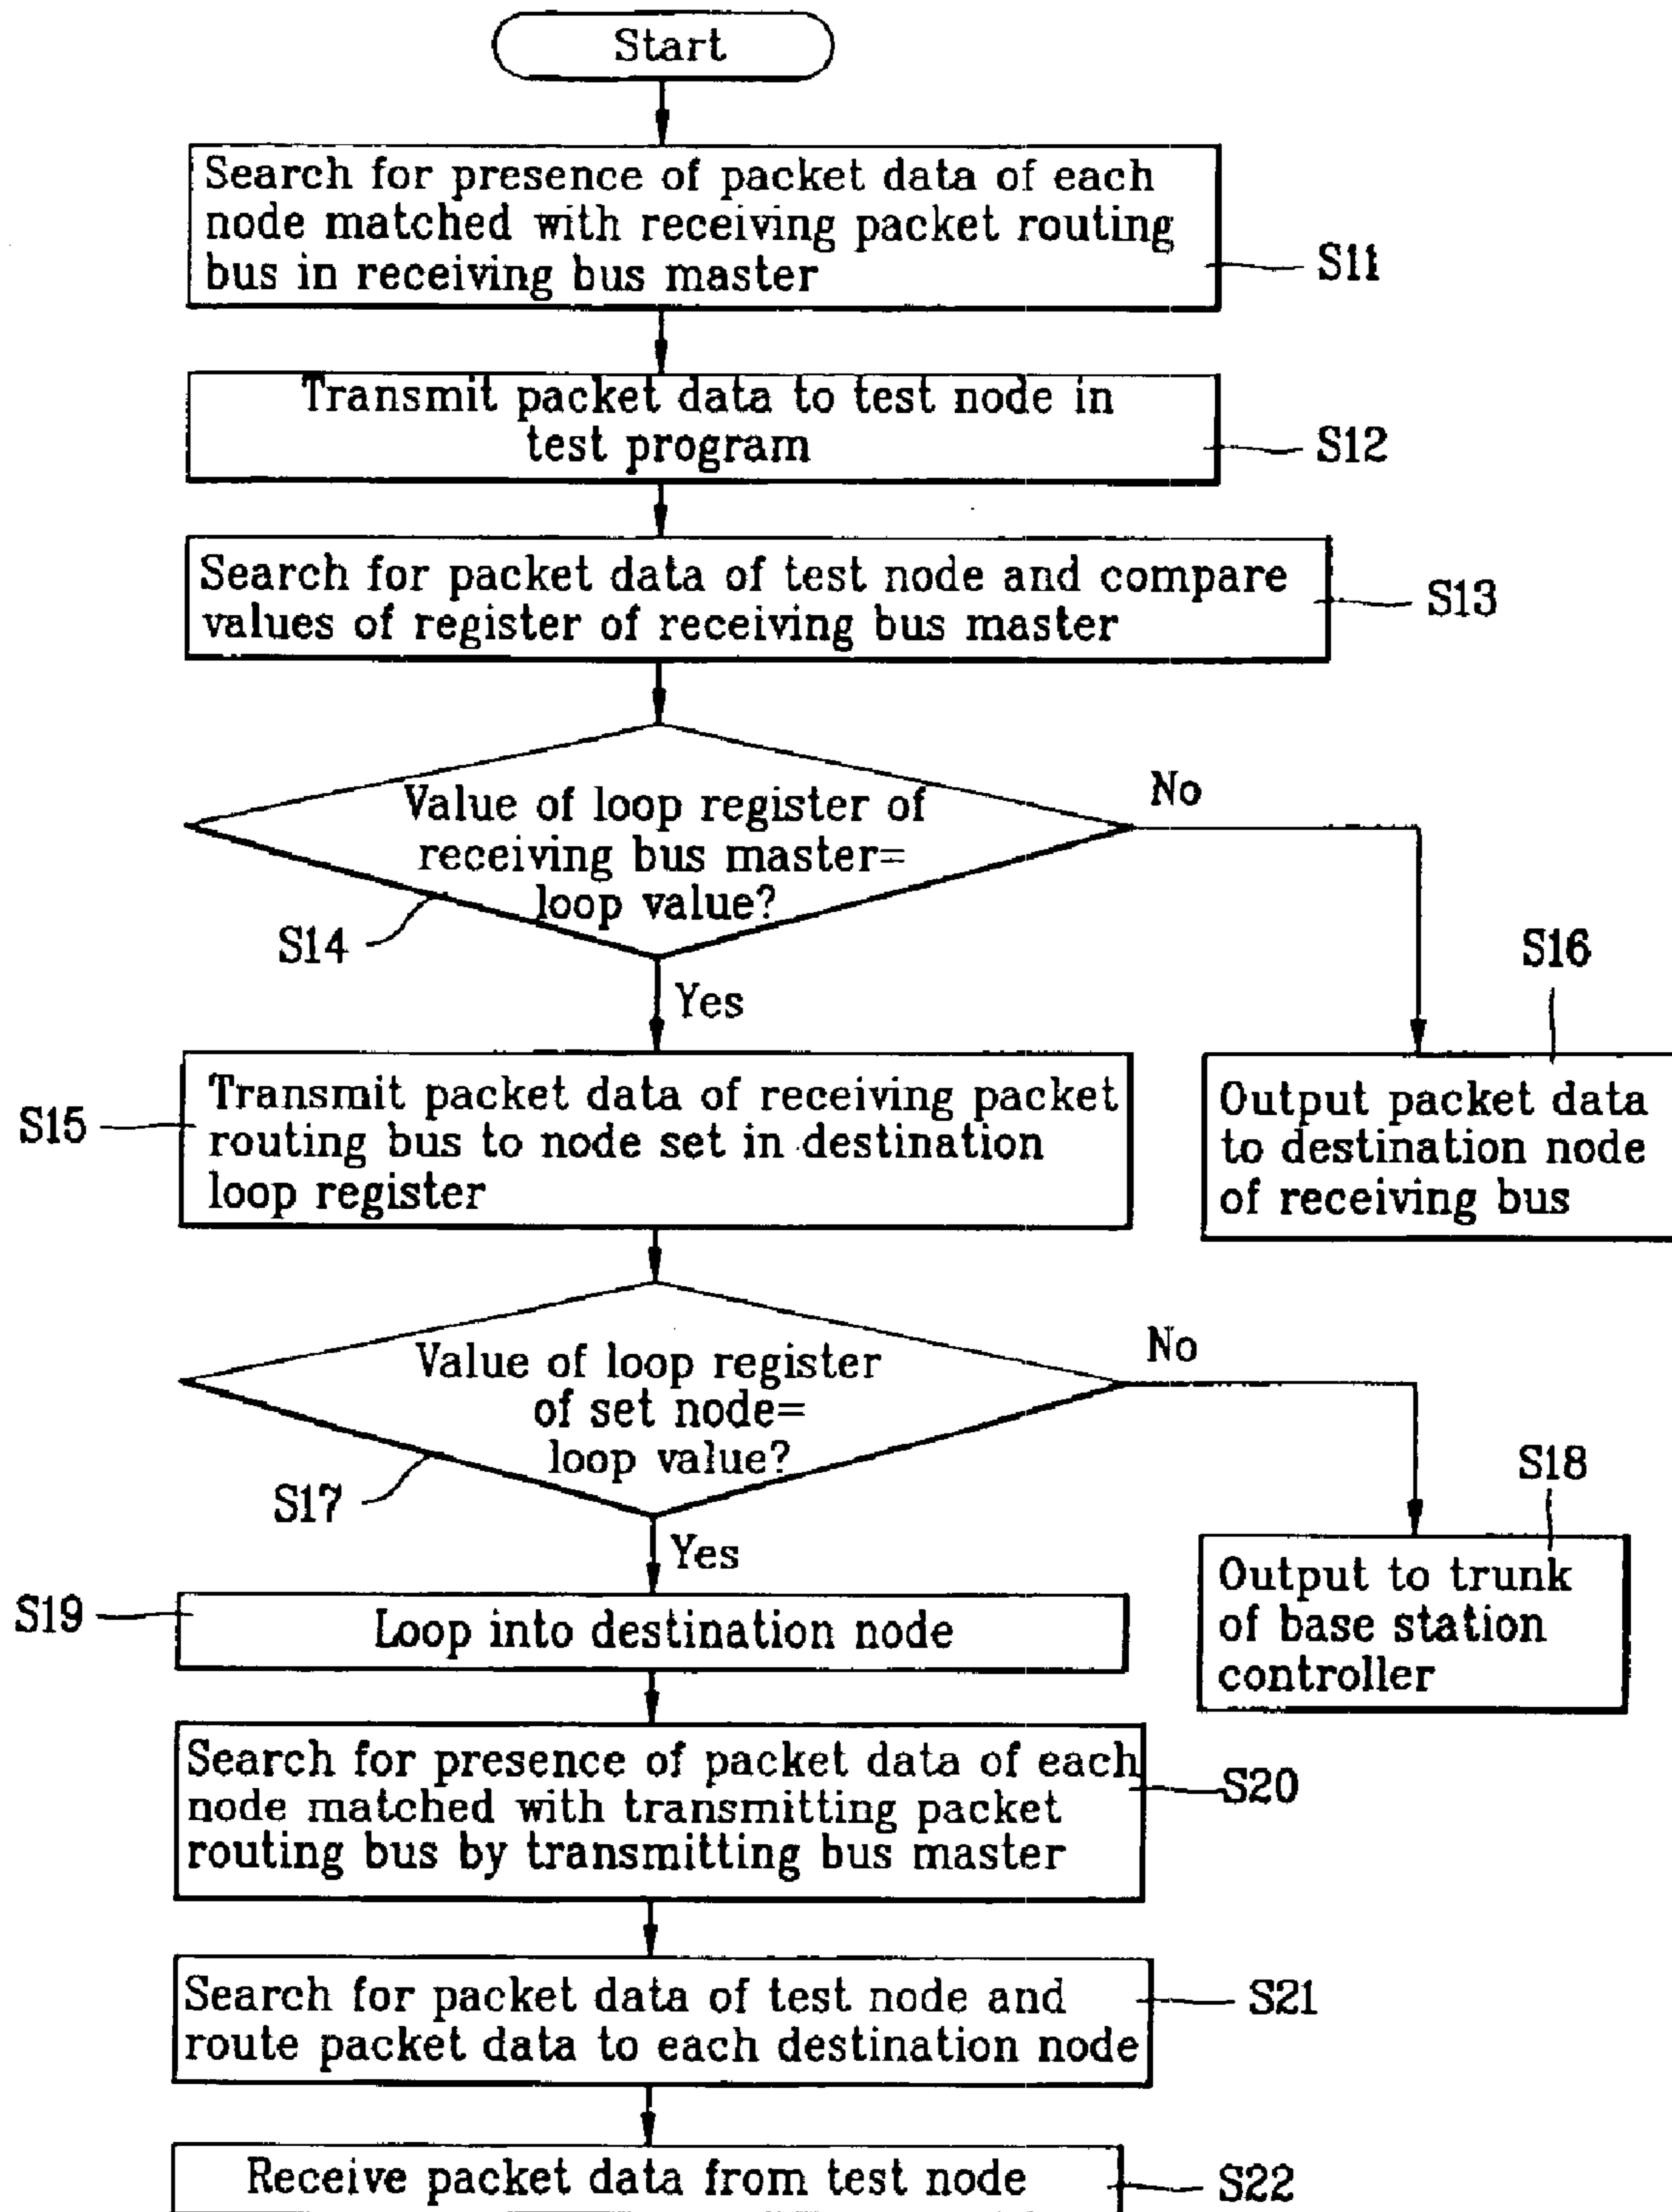 Start
Search for presence of packet data of each
node matched with receiving packet routing
bus in receiving bus master
S11
Transmit packet data to test node in
test program
S12
Search for packet data of test node and compare
values of register of receiving bus master
S13
Value of loop register of
receiving bus master=
loop value?
No
S14
Yes
S16
Transmit packet data of receiving packet
routing bus to node set in destination
loop register
S15
Output packet data
to destination node
of receiving bus
Value of loop register
of set node=
loop value?
No
S17
Yes
S18
Output to trunk
of base station
controller
S19
Loop into destination node
Search for presence of packet data of each
node matched with transmitting packet
routing bus by transmitting bus master
S20
Search for packet data of test node and
route packet data to each destination node
S21
Receive packet data from test node
S22